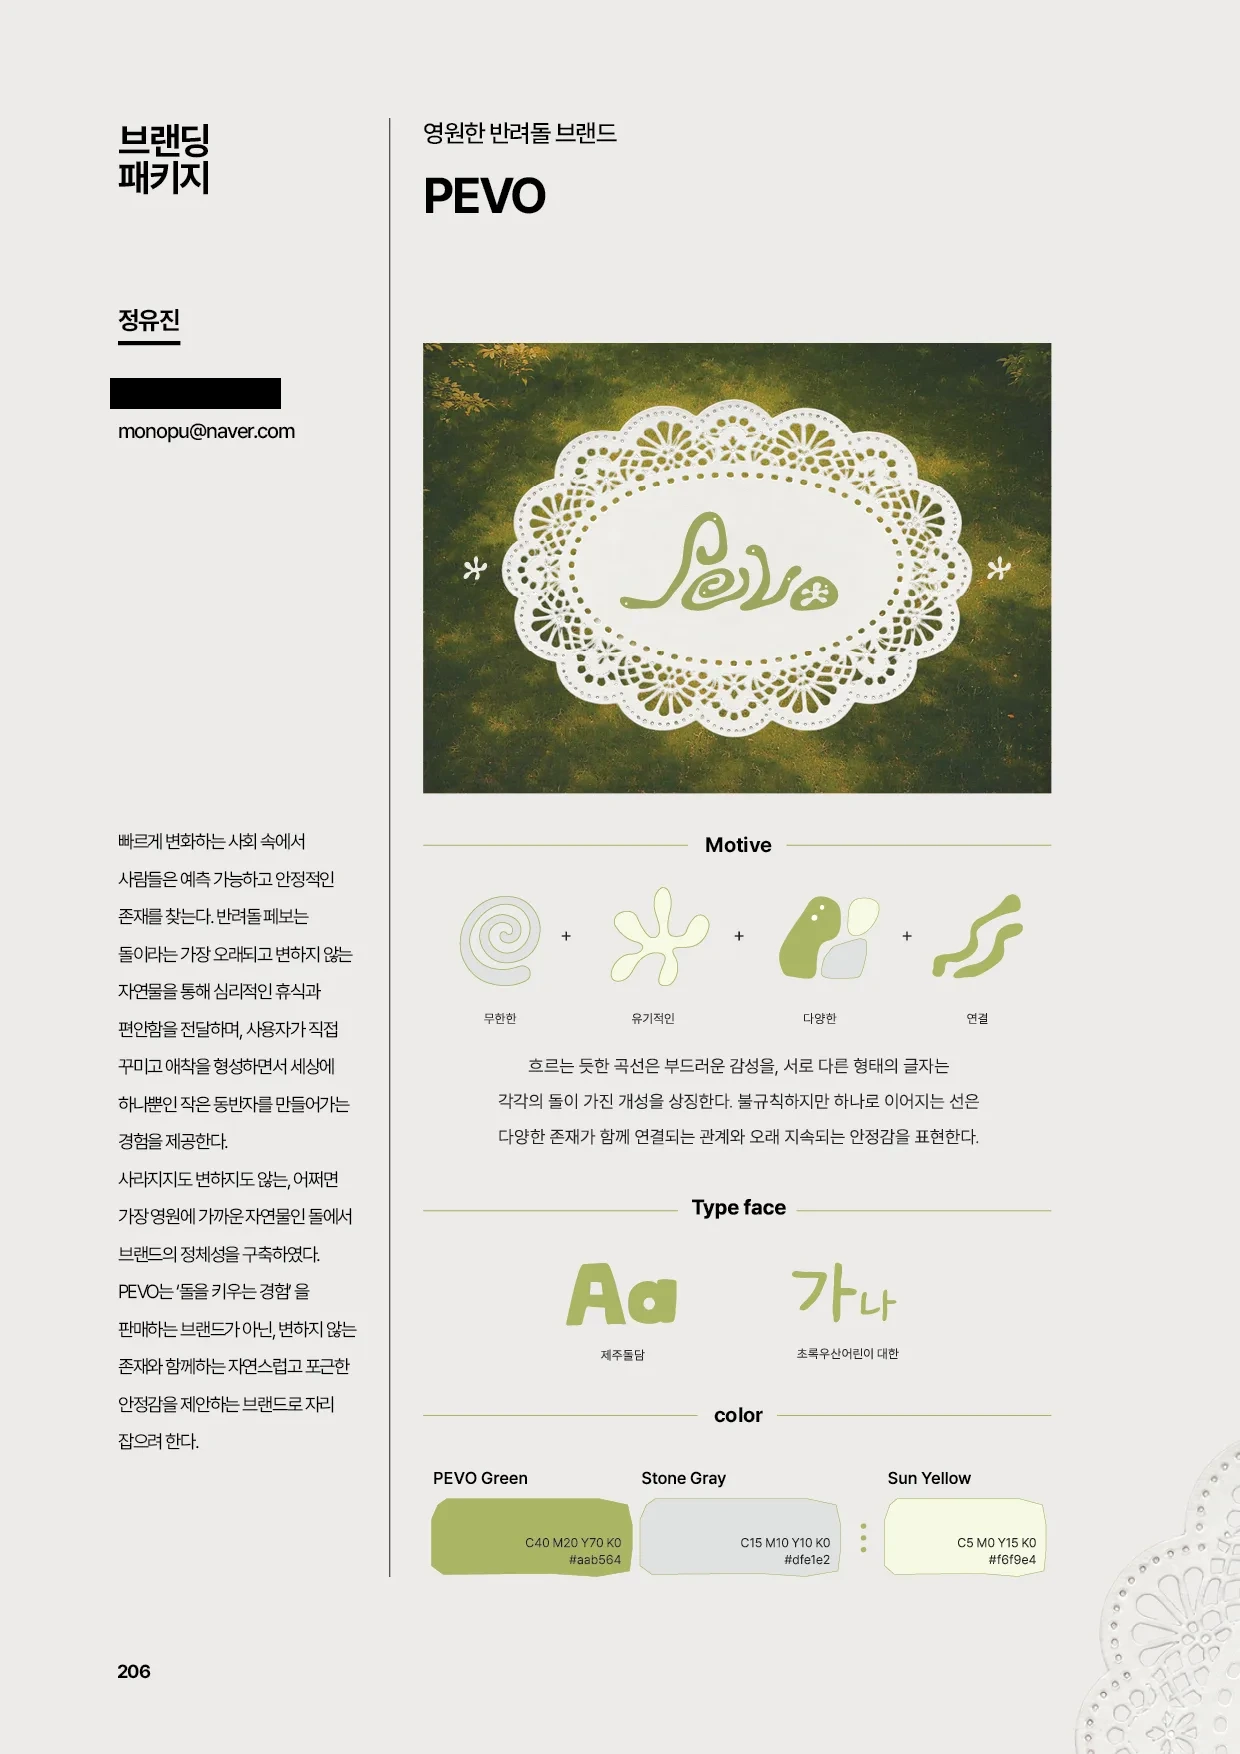 브랜딩
패키지
정유진
monopu@naver.com
빠르게 변화하는 사회 속에서
사람들은 예측 가능하고 안정적인
존재를 찾는다. 반려돌 페보는
돌이라는 가장 오래되고 변하지 않는
자연물을 통해 심리적인 휴식과
편안함을 전달하며, 사용자가 직접
꾸미고 애착을 형성하면서 세상에
하나뿐인 작은 동반자를 만들어가는
경험을 제공한다.
사라지지도 변하지도 않는, 어쩌면
가장 영원에 가까운 자연물인 돌에서
브랜드의 정체성을 구축하였다.
PEVO는 ‘돌을 키우는 경험’ 을
판매하는 브랜드가 아닌, 변하지 않는
존재와 함께하는 자연스럽고 포근한
안정감을 제안하는 브랜드로 자리
잡으려 한다.
206
영원한 반려돌 브랜드
PEVO
Pevo
Motive
+ + +
무한한 유기적인 다양한 연결
흐르는 듯한 곡선은 부드러운 감성을, 서로 다른 형태의 글자는
각각의 돌이 가진 개성을 상징한다. 불규칙하지만 하나로 이어지는 선은
다양한 존재가 함께 연결되는 관계와 오래 지속되는 안정감을 표현한다.
Type face
Aa 가나
제주돌담 초록우산어린이 대한
color
PEVO Green Stone Gray Sun Yellow
C40 M20 Y70 K0 C15 M10 Y10 K0 C5 M0 Y15 K0
#aab564 #dfe1e2 #f6f9e4